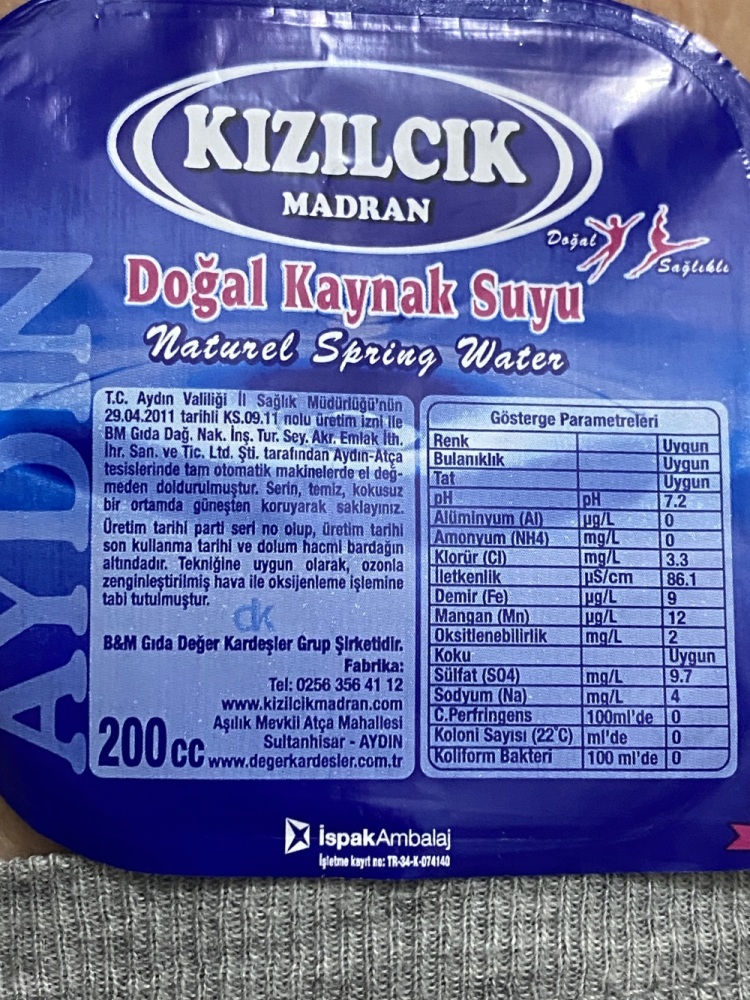 KIZILCIK
MADRAN
Doğal
Sağlıklı
Doğal Kaynak Suyu
Naturel Spring Water
AYDIN
T.C. Aydın Valiliği İl Sağlık Müdürlüğü'nün
29.04.2011 tarihli KS.09.11 nolu üretim izni ile
BM Gıda Dağ. Nak. İnş. Tur. Sey. Akr. Emlak İth.
İhr. San. ve Tic. Ltd. Şti. tarafından Aydın-Atça
tesislerinde tam otomatik makinelerde el değ-
meden doldurulmuştur. Serin, temiz, kokusuz
bir ortamda güneşten koruyarak saklayınız.
Üretim tarihi parti seri no olup, üretim tarihi
son kullanma tarihi ve dolum hacmi bardağın
altındadır. Tekniğine uygun olarak, ozonla
zenginleştirilmiş hava ile oksijenleme işlemine
tabi tutulmuştur.
dk
B&M Gıda Değer Kardeşler Grup Şirketidir.
Fabrika:
Tel: 0256 356 41 12
www.kizilcikmadran.com
Aşılık Mevkii Atça Mahallesi
Sultanhisar - AYDIN
200 cc www.degerkardesler.com.tr
Gösterge Parametreleri
Renk Uygun
Bulanıklık Uygun
Tat Uygun
pH pH 7.2
Alüminyum (Al) µg/L 0
Amonyum (NH4) mg/L 0
Klorür (Cl) mg/L 3.3
İletkenlik µS/cm 86.1
Demir (Fe) µg/L 9
Mangan (Mn) µg/L 12
Oksitlenebilirlik mg/L 2
Koku Uygun
Sülfat (SO4) mg/L 9.7
Sodyum (Na) mg/L 4
C.Perfringens 100ml'de 0
Koloni Sayısı (22°C) ml'de 0
Koliform Bakteri 100 ml'de 0
ispakAmbalaj
İşletme kayıt no: TR-34-K-074140